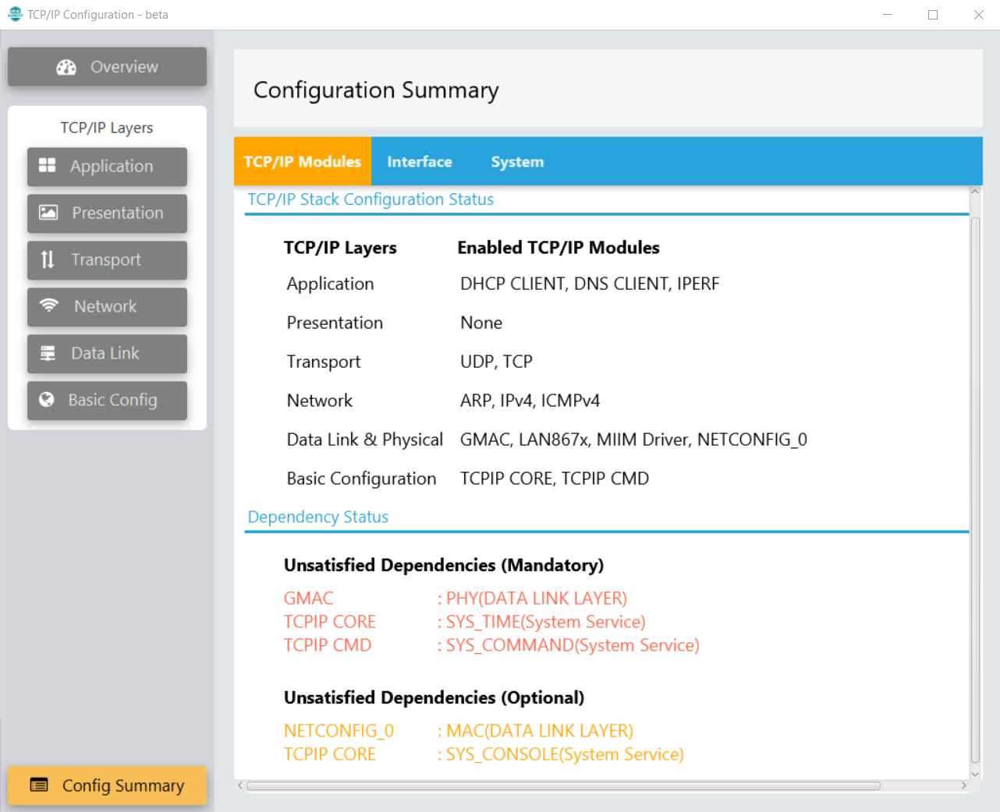 TCP/IP Configuration - beta
Overview
TCP/IP Layers
Application
Presentation
Transport
Network
Data Link
Basic Config
Config Summary
Configuration Summary
TCP/IP Modules Interface System
TCP/IP Stack Configuration Status
TCP/IP Layers Enabled TCP/IP Modules
Application DHCP CLIENT, DNS CLIENT, IPERF
Presentation None
Transport UDP, TCP
Network ARP, IPv4, ICMPv4
Data Link & Physical GMAC, LAN867x, MIIM Driver, NETCONFIG_0
Basic Configuration TCPIP CORE, TCPIP CMD
Dependency Status
Unsatisfied Dependencies (Mandatory)
GMAC : PHY(DATA LINK LAYER)
TCPIP CORE : SYS_TIME(System Service)
TCPIP CMD : SYS_COMMAND(System Service)
Unsatisfied Dependencies (Optional)
NETCONFIG_0 : MAC(DATA LINK LAYER)
TCPIP CORE : SYS_CONSOLE(System Service)